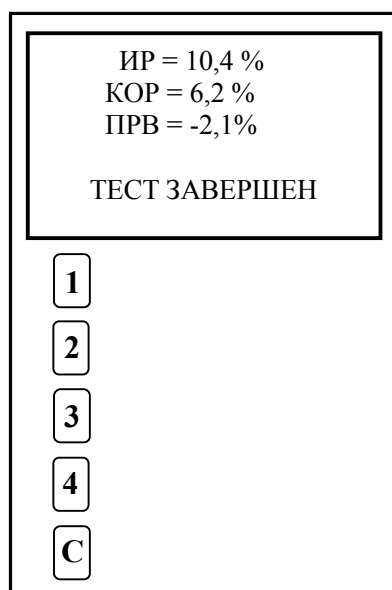 ИР = 10,4 %
КОР = 6,2 %
ПРВ = -2,1%
ТЕСТ ЗАВЕРШЕН
1
2
3
4
С